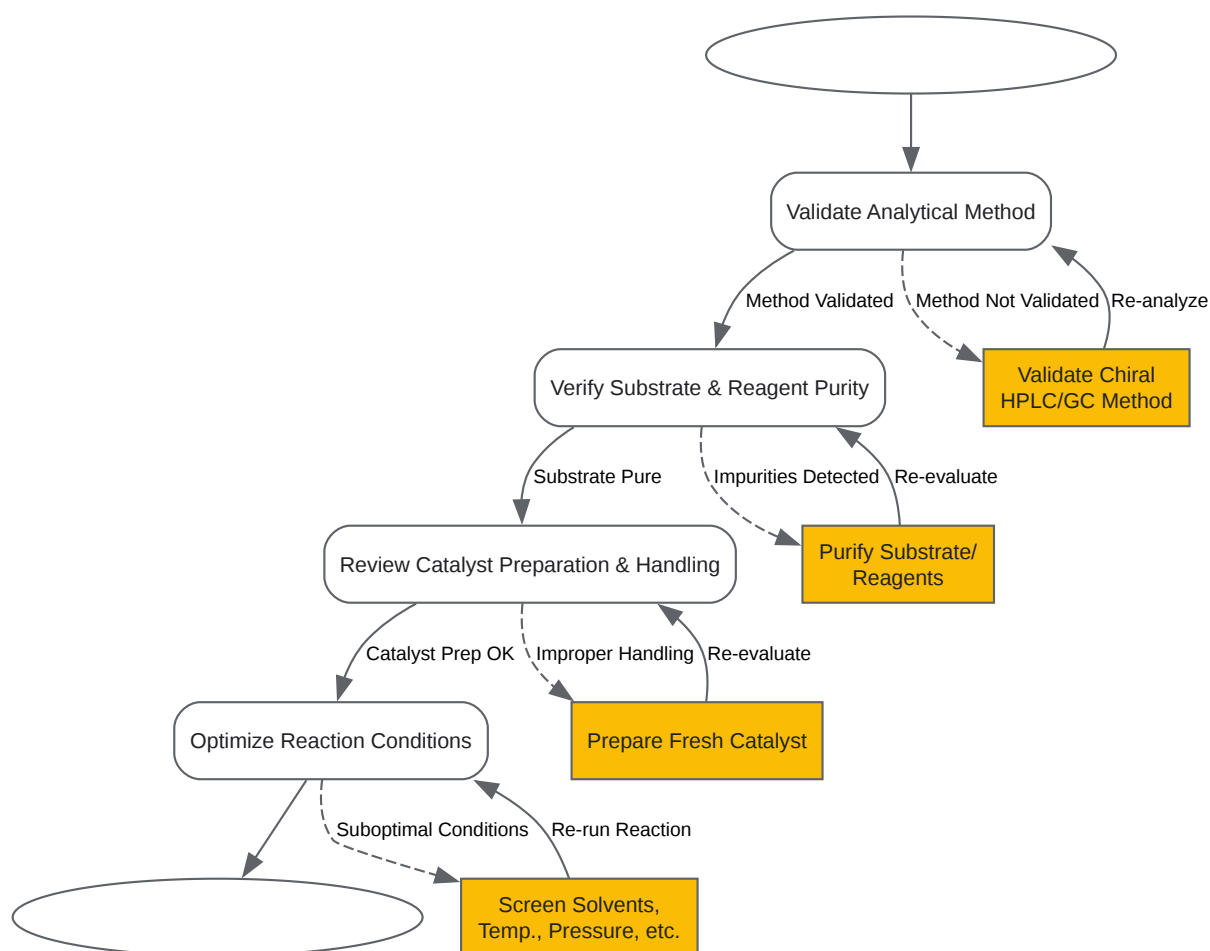 Validate Analytical Method
Method Validated
Method Not Validated
Re-analyze
Validate Chiral
HPLC/GC Method
Verify Substrate & Reagent Purity
Substrate Pure
Impurities Detected
Re-evaluate
Purify Substrate/
Reagents
Review Catalyst Preparation & Handling
Catalyst Prep OK
Improper Handling
Re-evaluate
Prepare Fresh Catalyst
Optimize Reaction Conditions
Suboptimal Conditions
Re-run Reaction
Screen Solvents,
Temp., Pressure, etc.